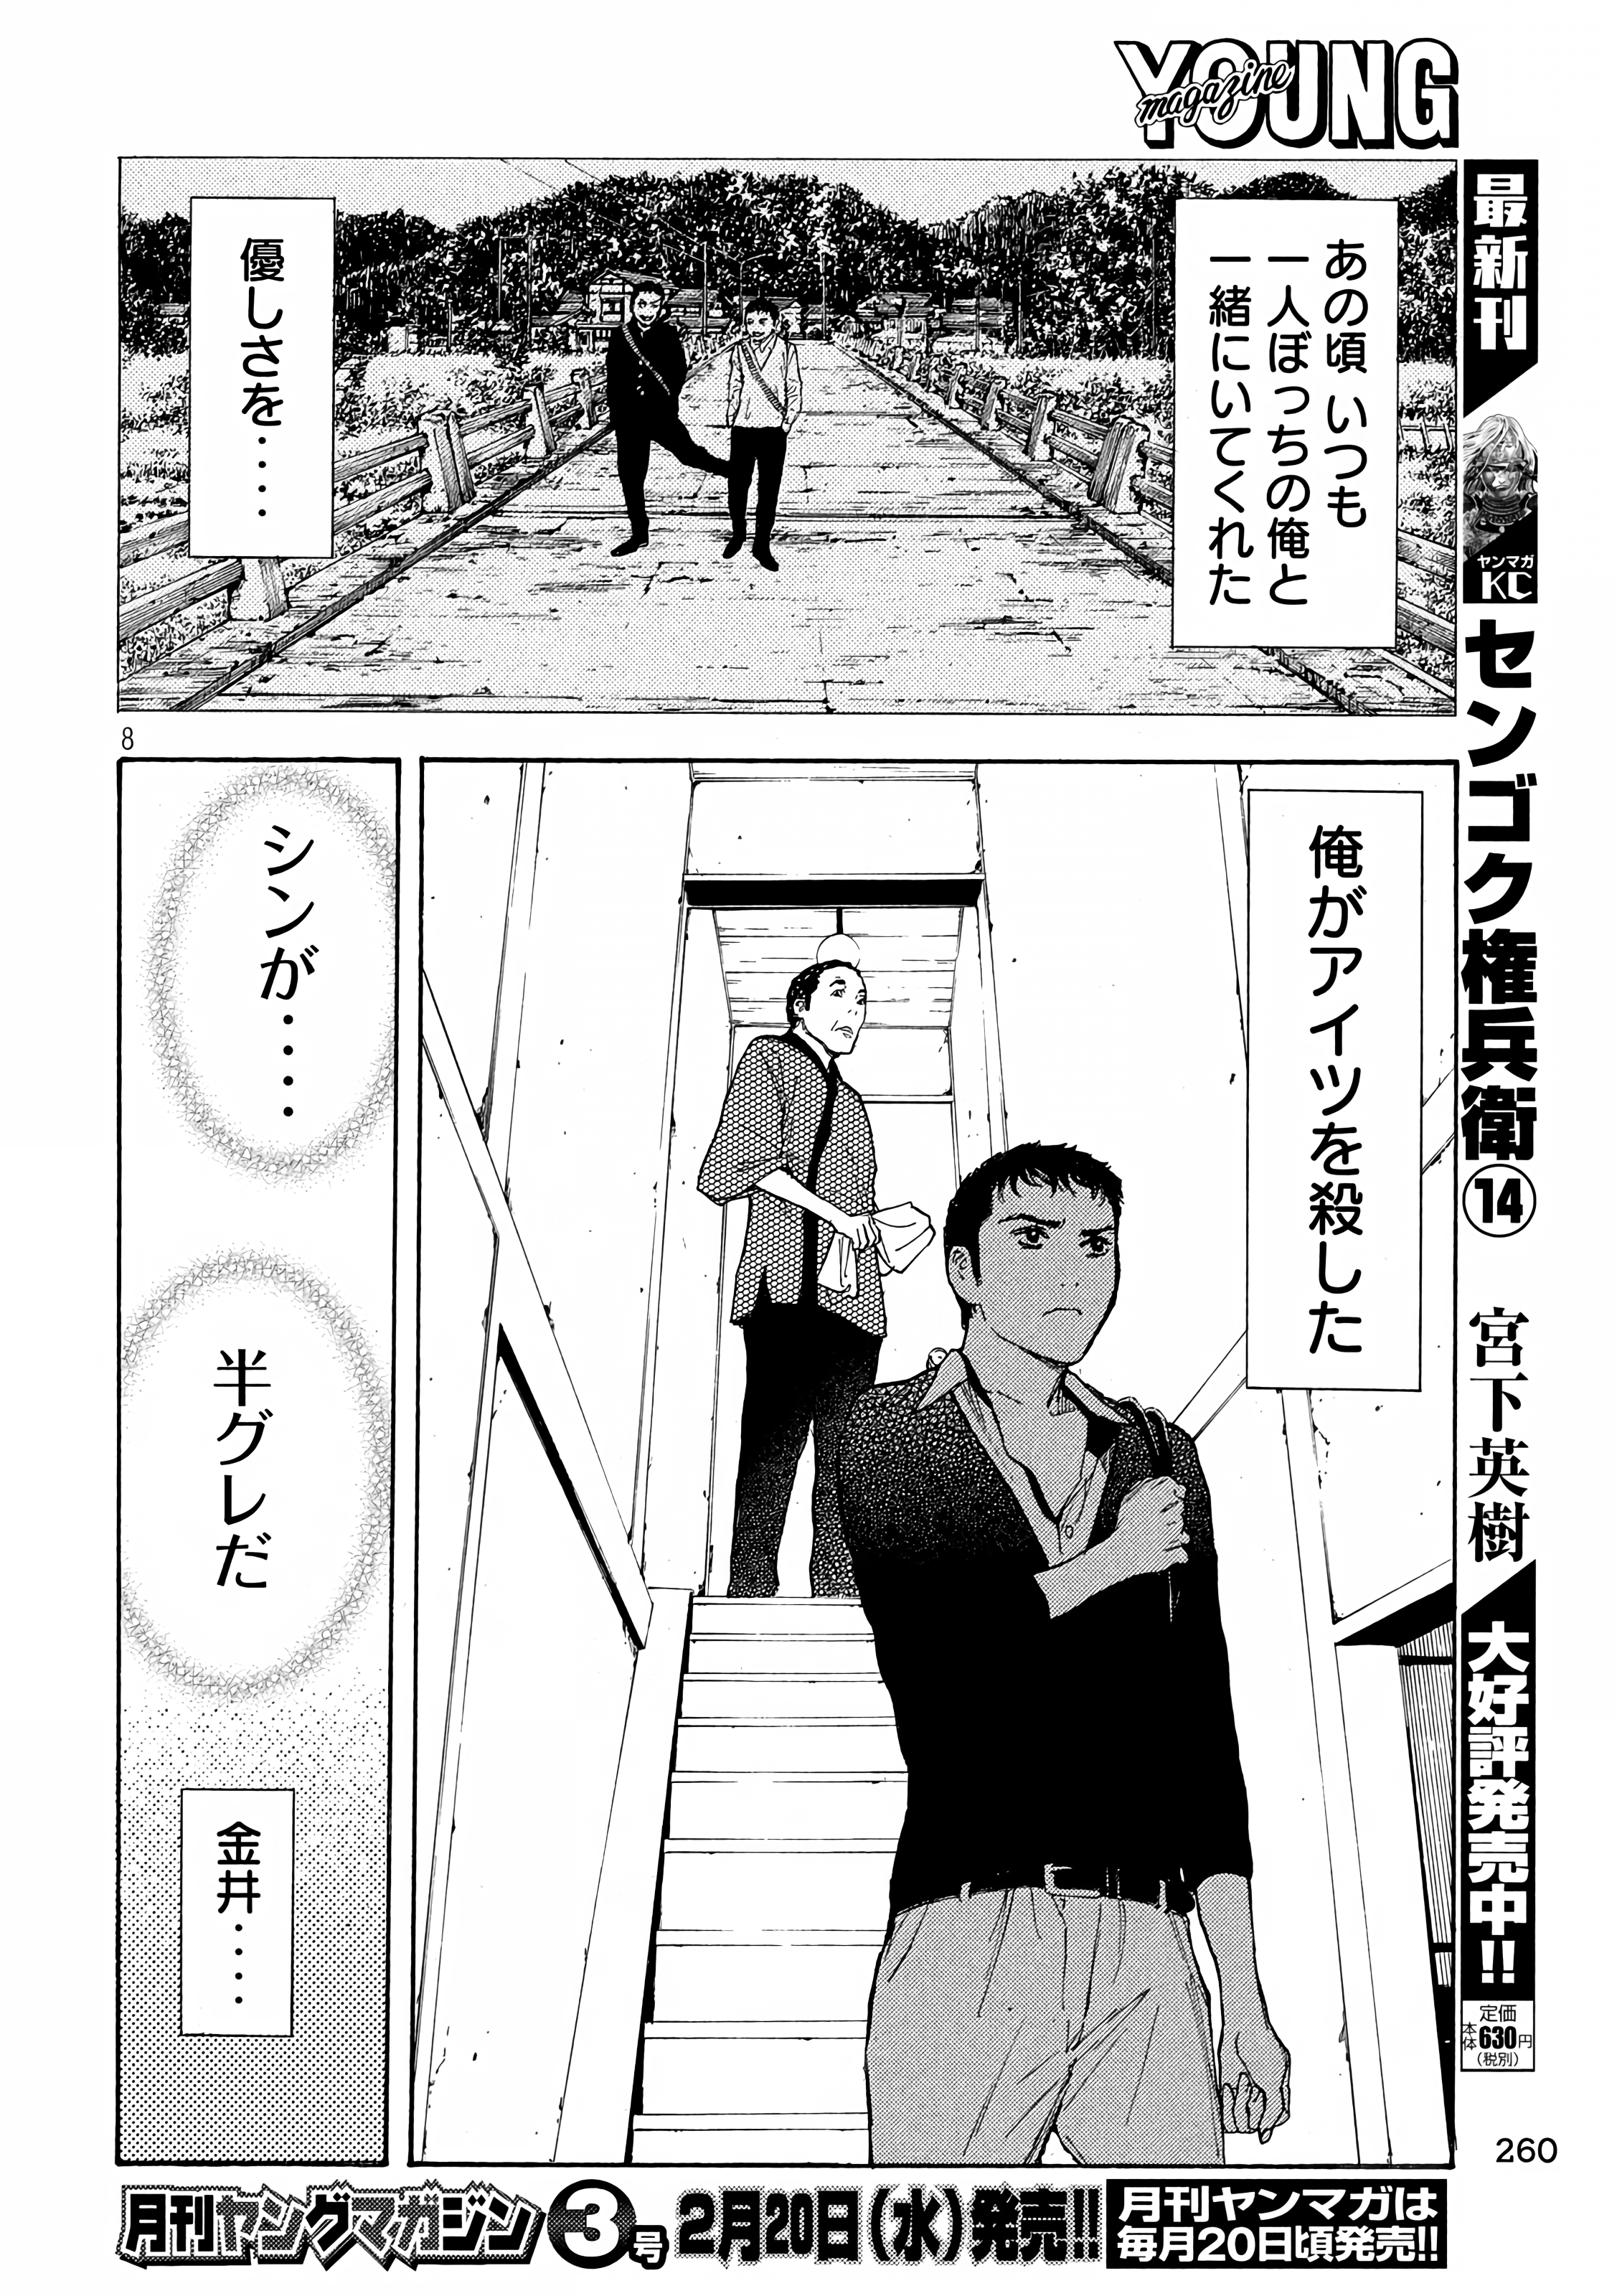 YOUNG
magazine
あの頃 いつも
一人ぼっちの俺と
一緒にいてくれた
優しさを‥‥
8
俺がアイツを殺した
シンが‥‥
半グレだ
金井‥‥
最新刊
ヤンマガ
KC
センゴク権兵衛⑭
宮下英樹
大好評発売中!!
定価
本体630円
(税別)
260
月刊ヤングマガジン3号 2月20日(水)発売!!
月刊ヤンマガは
毎月20日頃発売!!